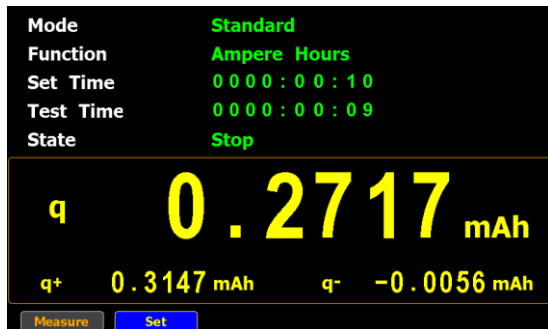 Mode Standard
Function Ampere Hours
Set Time 0000:00:10
Test Time 0000:00:09
State Stop
q 0.2717 mAh
q+ 0.3147 mAh q- -0.0056 mAh
Measure Set